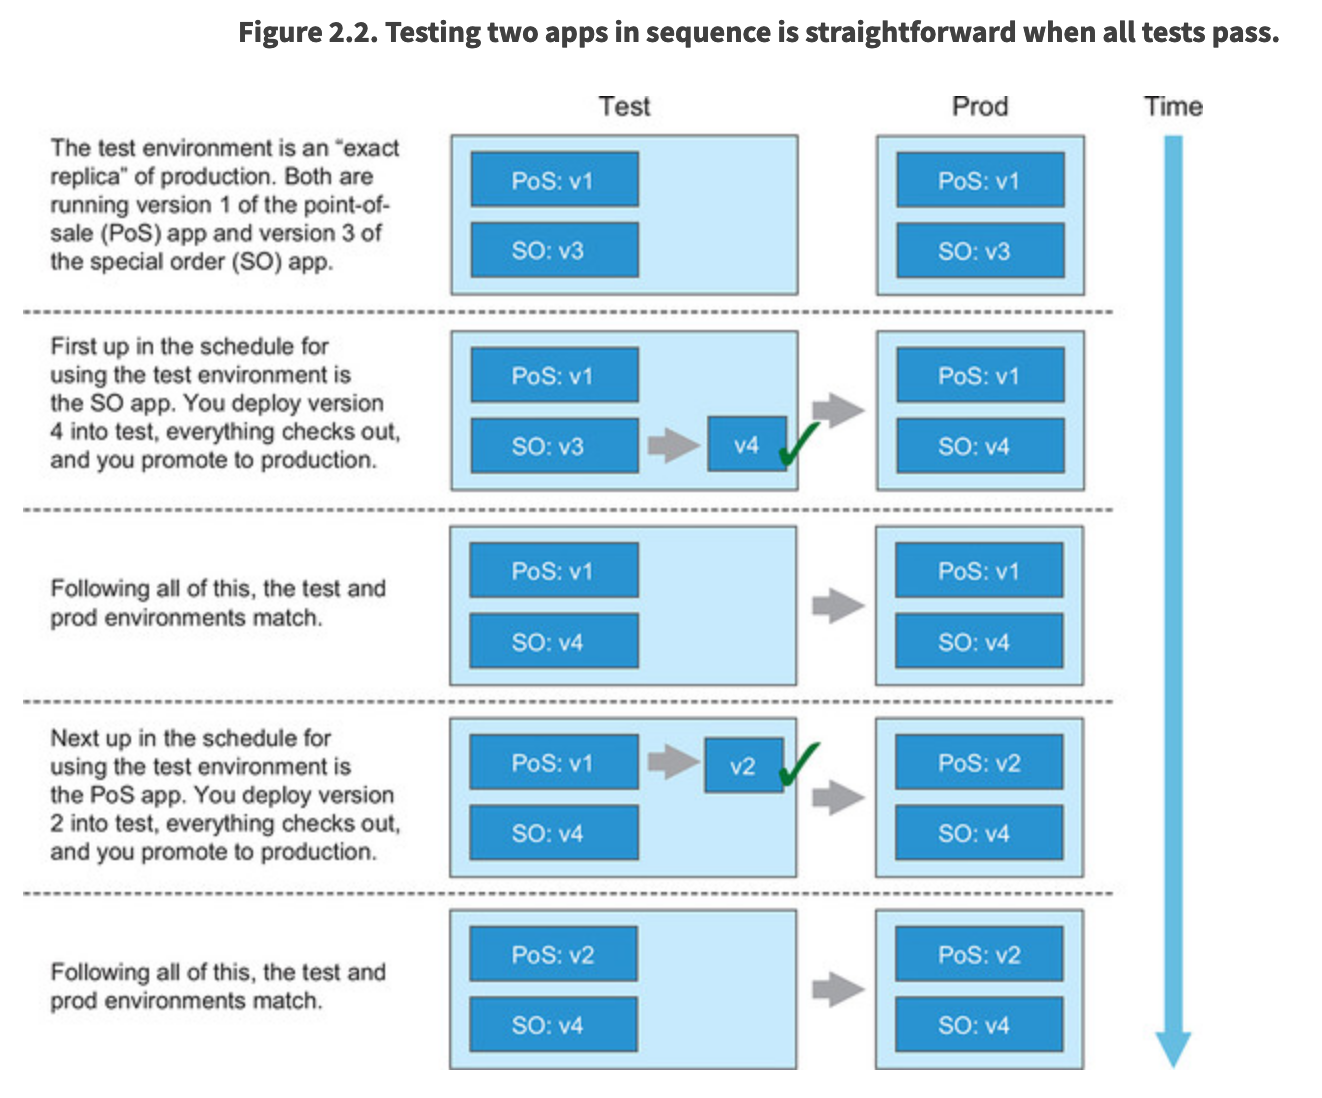 Figure 2.2. Testing two apps in sequence is straightforward when all tests pass.
Test
Prod
Time
The test environment is an “exact
replica” of production. Both are
running version 1 of the point-of-
sale (PoS) app and version 3 of
the special order (SO) app.
PoS: v1
SO: v3
PoS: v1
SO: v3
First up in the schedule for
using the test environment is
the SO app. You deploy version
4 into test, everything checks out,
and you promote to production.
PoS: v1
SO: v3
v4
PoS: v1
SO: v4
Following all of this, the test and
prod environments match.
PoS: v1
SO: v4
PoS: v1
SO: v4
Next up in the schedule for
using the test environment is
the PoS app. You deploy version
2 into test, everything checks out,
and you promote to production.
PoS: v1
v2
SO: v4
PoS: v2
SO: v4
Following all of this, the test and
prod environments match.
PoS: v2
SO: v4
PoS: v2
SO: v4